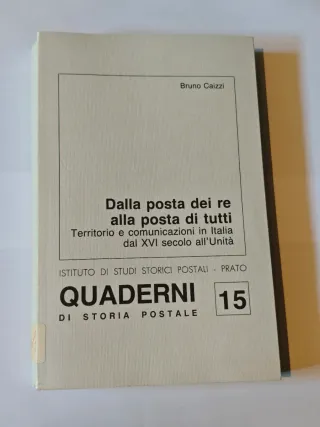 Bruno Caizzi
Dalla posta dei re
alla posta di tutti
Territorio e comunicazioni in Italia
dal XVI secolo all'Unità
ISTITUTO DI STUDI STORICI POSTALI - PRATO
QUADERNI 15
DI STORIA POSTALE